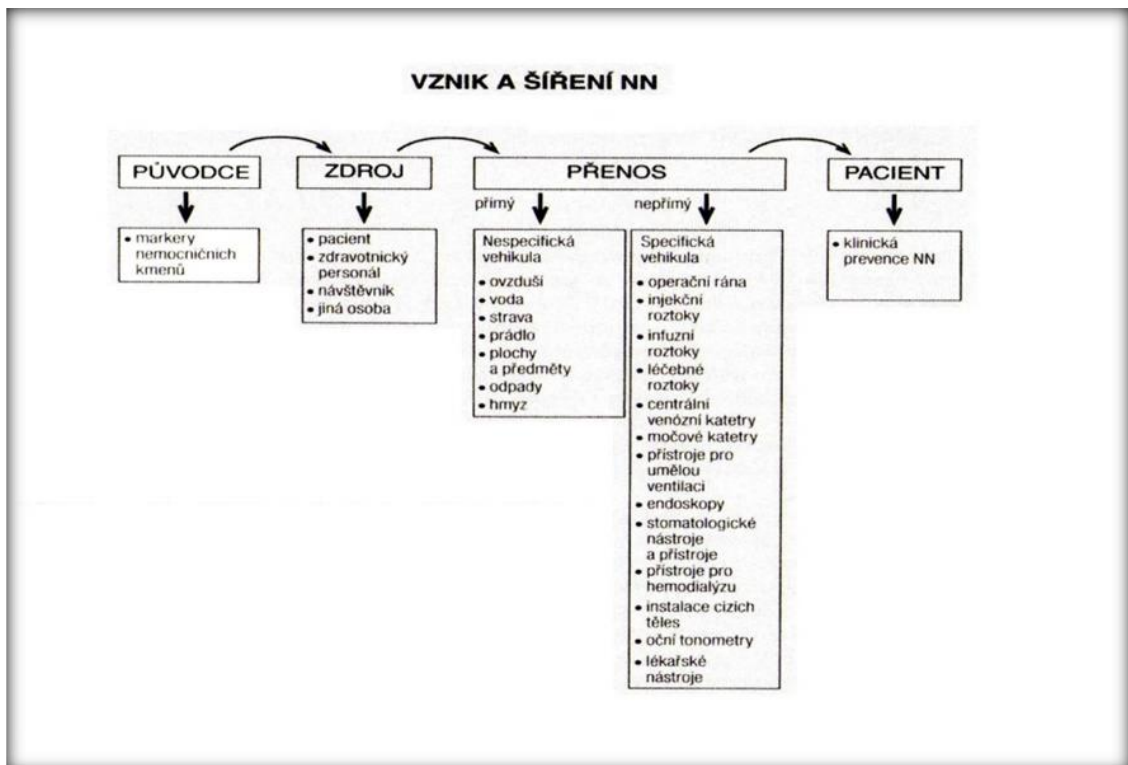 VZNIK A ŠÍŘENÍ NN
PŮVODCE
ZDROJ
PŘENOS
PACIENT
přímý
nepřímý
• markery
nemocničních
kmenů
• pacient
• zdravotnický
personál
• návštěvník
• jiná osoba
Nespecifická
vehikula
• ovzduší
• voda
• strava
• prádlo
• plochy
a předměty
• odpady
• hmyz
Specifická
vehikula
• operační rána
• injekční
roztoky
• infuzní
roztoky
• léčebné
roztoky
• centrální
venózní katetry
• močové katetry
• přístroje pro
umělou
ventilaci
• endoskopy
• stomatologické
nástroje
a přístroje
• přístroje pro
hemodialýzu
• instalace cizích
těles
• oční tonometry
• lékařské
nástroje
• klinická
prevence NN